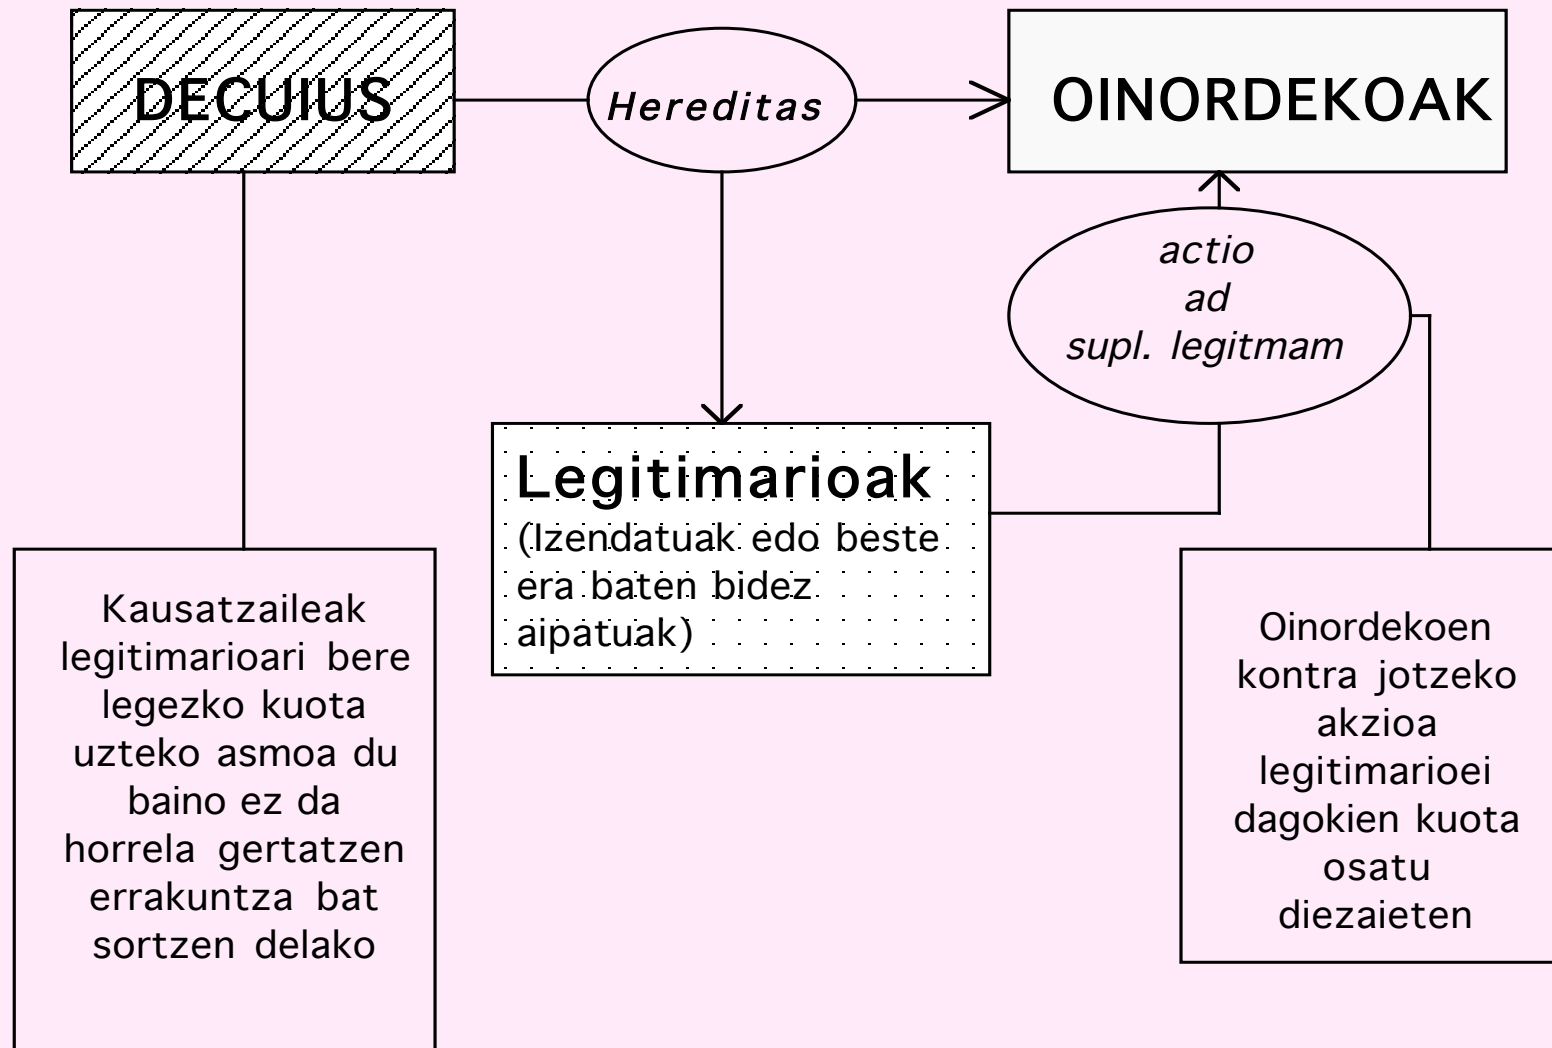 DECUIUS
Hereditas
OINORDEKOAK
actio
ad
supl. legitmam
Legitimarioak
(Izendatuak edo beste
era baten bidez
aipatuak)
Kausatzaileak
legitimarioari bere
legezko kuota
uzteko asmoa du
baino ez da
horrela gertatzen
errakuntza bat
sortzen delako
Oinordekoen
kontra jotzeko
akzioa
legitimarioei
dagokien kuota
osatu
diezaieten